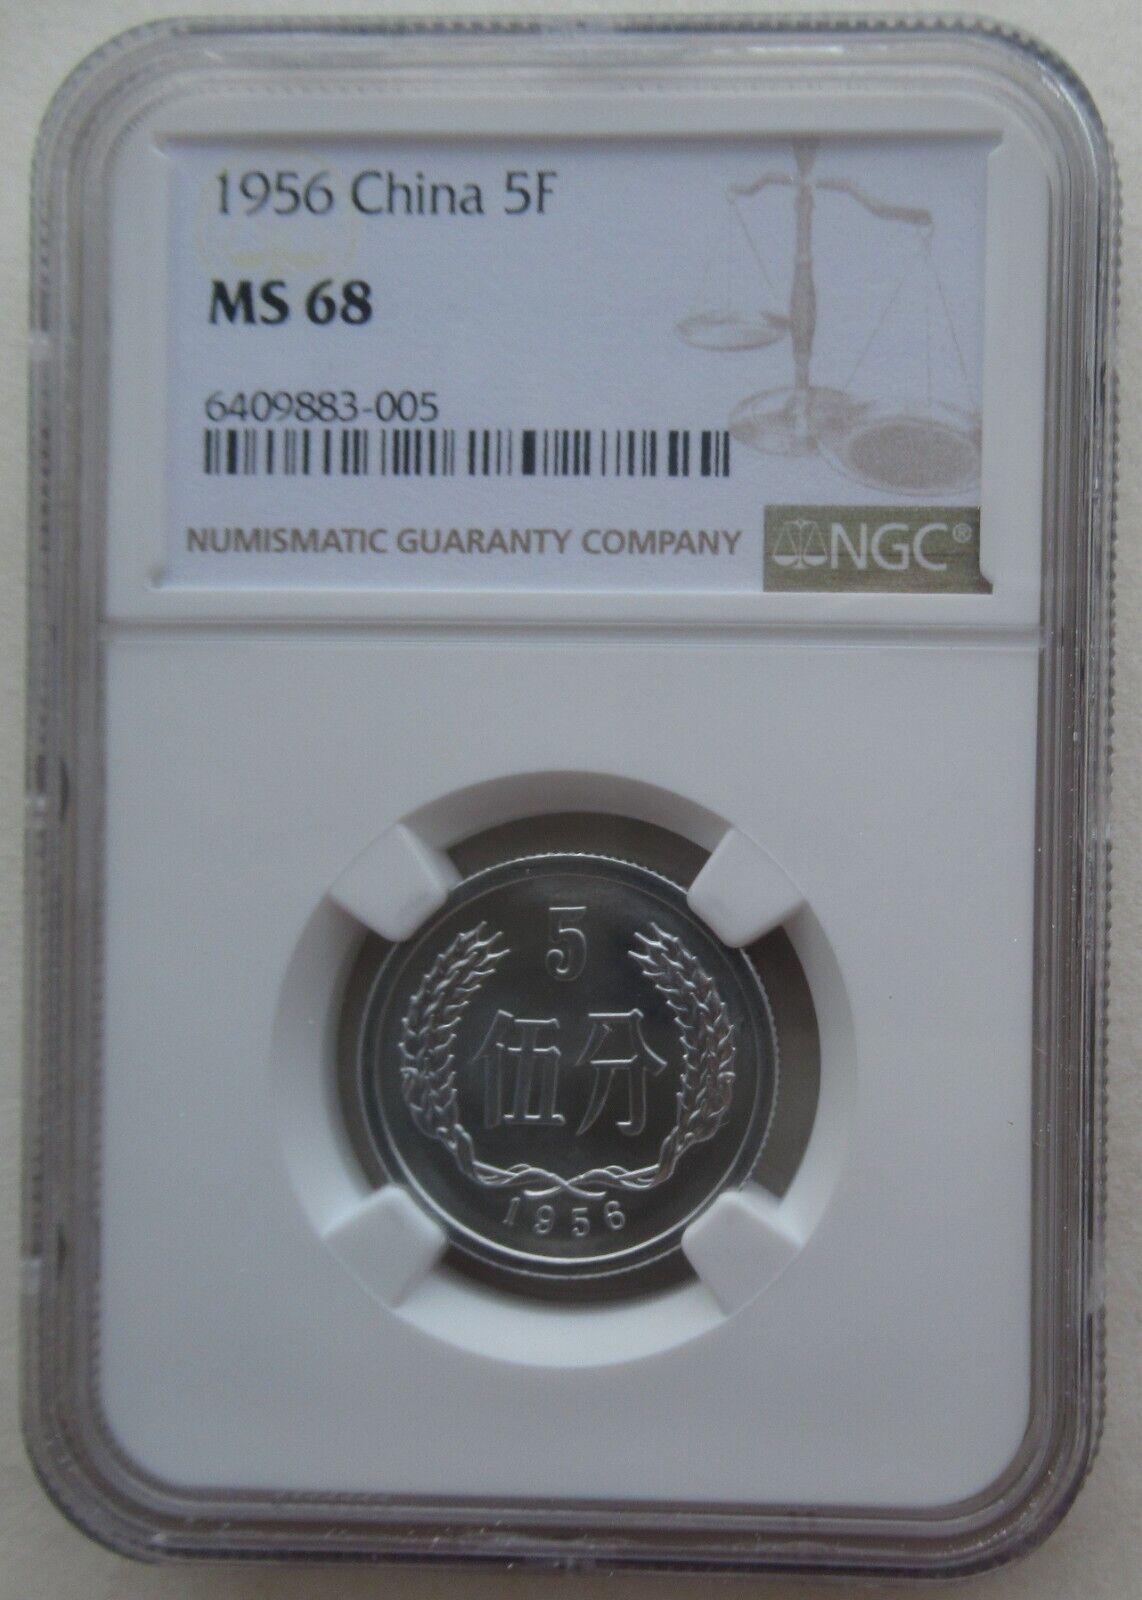 1956 China 5F
MS 68
6409883-005
NUMISMATIC GUARANTY COMPANY
NGC®
5
伍分
1956